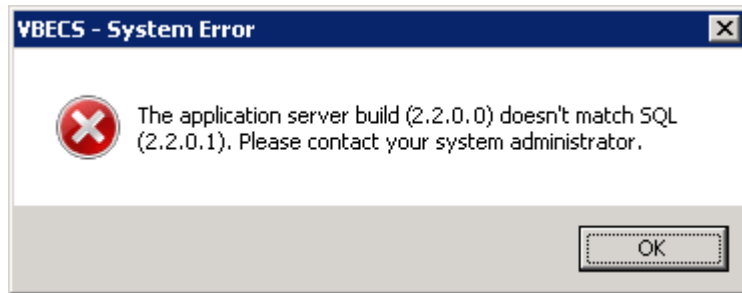 VBECS - System Error
The application server build (2.2.0.0) doesn't match SQL
(2.2.0.1). Please contact your system administrator.
OK